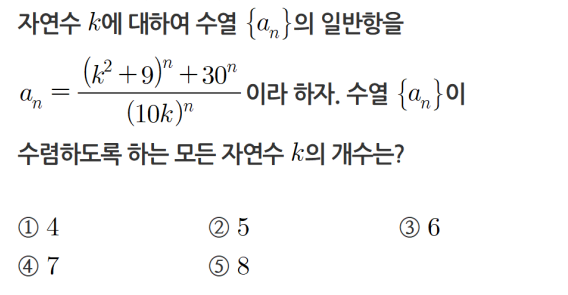 자연수 k에 대하여 수열 {a_n}의 일반항을
a_n = \frac{(k^2+9)^n+30^n}{(10k)^n} 이라 하자. 수열 {a_n}이
수렴하도록 하는 모든 자연수 k의 개수는?
① 4 ② 5 ③ 6
④ 7 ⑤ 8